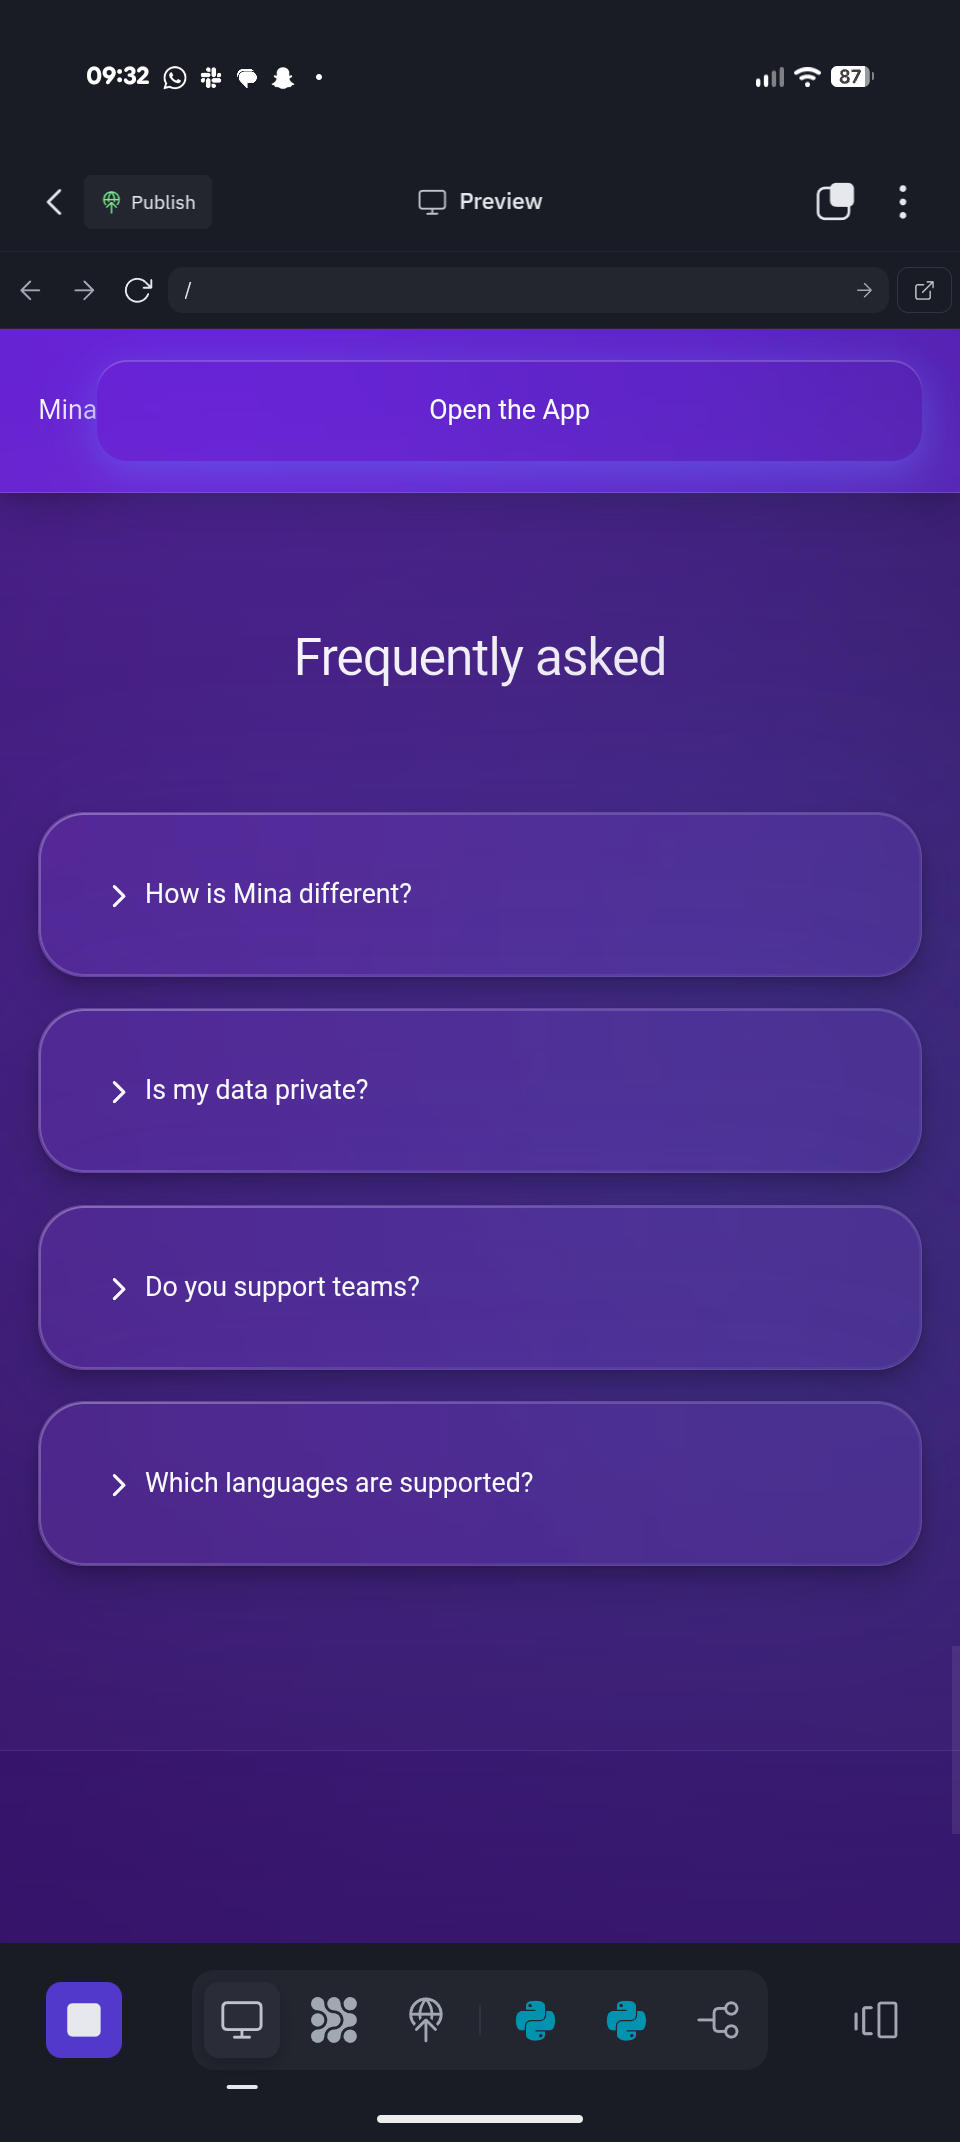 09:32
87
Publish
Preview
/
Mina
Open the App
Frequently asked
How is Mina different?
Is my data private?
Do you support teams?
Which languages are supported?